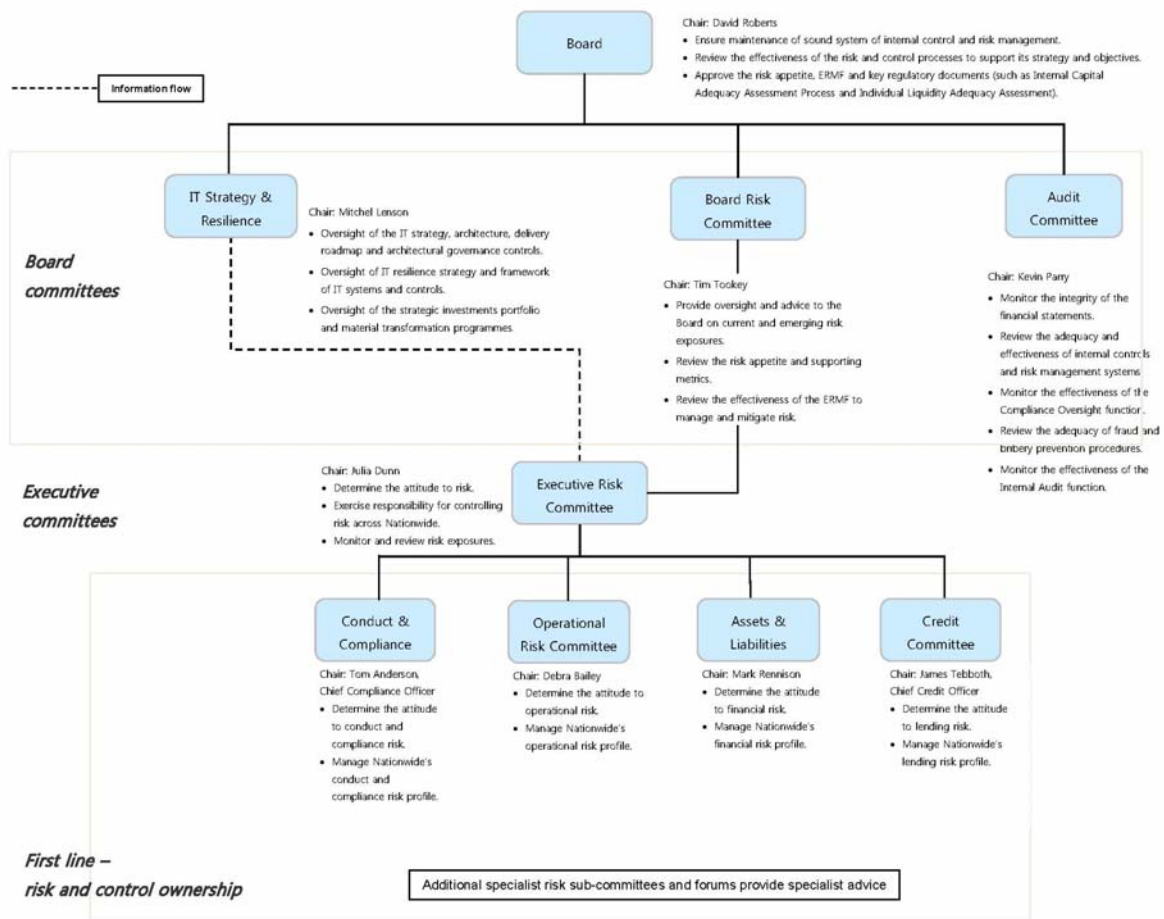 Board
Chair: David Roberts
• Ensure maintenance of sound system of internal control and risk management.
• Review the effectiveness of the risk and control processes to support its strategy and objectives.
• Approve the risk appetite, ERMF and key regulatory documents (such as Internal Capital
Adequacy Assessment Process and Individual Liquidity Adequacy Assessment).
Information flow
Board
committees
IT Strategy &
Resilience
Chair: Mitchel Lenson
• Oversight of the IT strategy, architecture, delivery
roadmap and architectural governance controls.
• Oversight of IT resilience strategy and framework
of IT systems and controls.
• Oversight of the strategic investments portfolio
and material transformation programmes.
Board Risk
Committee
Chair: Tim Tookey
• Provide oversight and advice to the
Board on current and emerging risk
exposures.
• Review the risk appetite and supporting
metrics.
• Review the effectiveness of the ERMF to
manage and mitigate risk.
Audit
Committee
Chair: Kevin Parry
• Monitor the integrity of the
financial statements.
• Review the adequacy and
effectiveness of internal controls
and risk management systems
• Monitor the effectiveness of the
Compliance Oversight function.
• Review the adequacy of fraud and
bribery prevention procedures.
• Monitor the effectiveness of the
Internal Audit function.
Executive
committees
Chair: Julia Dunn
• Determine the attitude to risk.
• Exercise responsibility for controlling
risk across Nationwide.
• Monitor and review risk exposures.
Executive Risk
Committee
Conduct &
Compliance
Chair: Tom Anderson,
Chief Compliance Officer
• Determine the attitude
to conduct and
compliance risk.
• Manage Nationwide's
conduct and
compliance risk profile.
Operational
Risk Committee
Chair: Debra Bailey
• Determine the attitude to
operational risk.
• Manage Nationwide's
operational risk profile.
Assets &
Liabilities
Chair: Mark Rennison
• Determine the attitude
to financial risk.
• Manage Nationwide's
financial risk profile.
Credit
Committee
Chair: James Tebboth,
Chief Credit Officer
• Determine the attitude
to lending risk.
• Manage Nationwide's
lending risk profile.
First line –
risk and control ownership
Additional specialist risk sub-committees and forums provide specialist advice